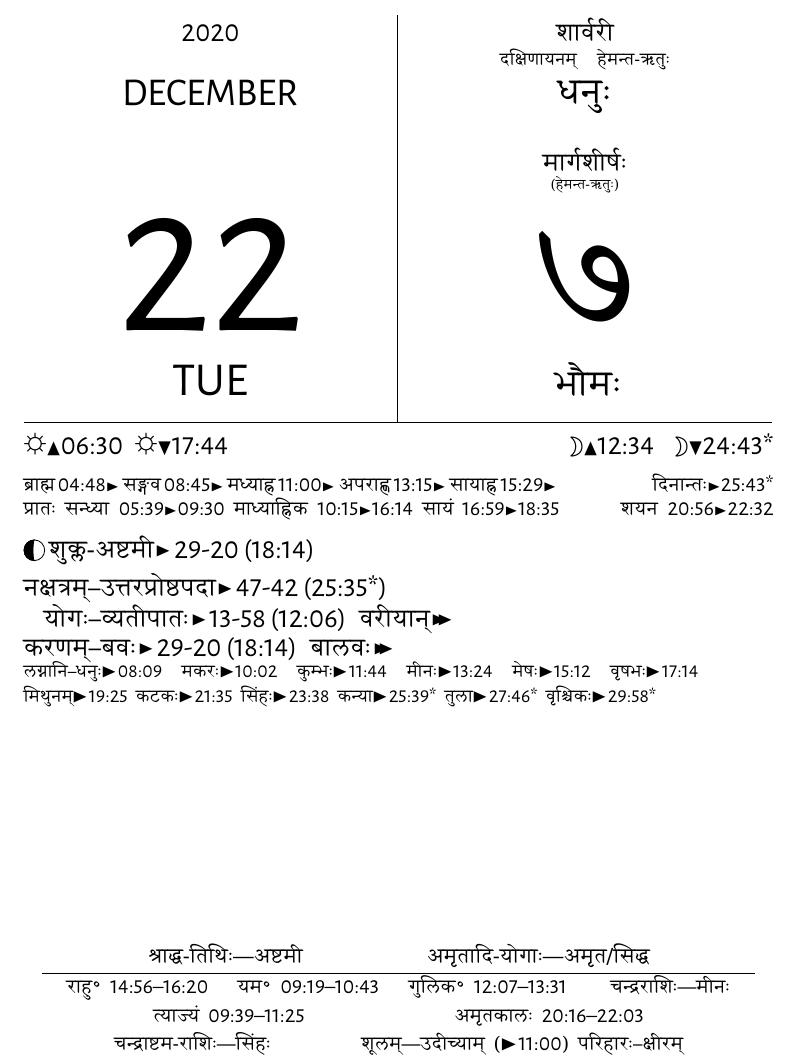 2020
DECEMBER
22
TUE
शार्वरी
दक्षिणायनम् हेमन्त-ऋतुः
धनुः
मार्गशीर्षः
(हेमन्त-ऋतुः)
७
भौमः
☼▲06:30 ☼▼17:44 ☽▲12:34 ☽▼24:43*
ब्राह्म 04:48► सङ्गव 08:45► मध्याह्न 11:00► अपराह्ण 13:15► सायाह्न 15:29► दिनान्तः►25:43*
प्रातः सन्ध्या 05:39►09:30 माध्याह्निक 10:15►16:14 सायं 16:59►18:35 शयन 20:56►22:32
🌓शुक्ल-अष्टमी► 29-20 (18:14)
नक्षत्रम्–उत्तरप्रोष्ठपदा► 47-42 (25:35*)
योगः–व्यतीपातः►13-58 (12:06) वरीयान्►►
करणम्–बवः► 29-20 (18:14) बालवः►►
लग्नानि–धनुः►08:09 मकरः►10:02 कुम्भः►11:44 मीनः►13:24 मेषः►15:12 वृषभः►17:14
मिथुनम्►19:25 कटकः►21:35 सिंहः►23:38 कन्या►25:39* तुला►27:46* वृश्चिकः►29:58*
श्राद्ध-तिथिः—अष्टमी अमृतादि-योगाः—अमृत/सिद्ध
राहु° 14:56–16:20 यम° 09:19–10:43 गुलिक° 12:07–13:31 चन्द्रराशिः—मीनः
त्याज्यं 09:39–11:25 अमृतकालः 20:16–22:03
चन्द्राष्टम-राशिः—सिंहः शूलम्—उदीच्याम् (►11:00) परिहारः–क्षीरम्